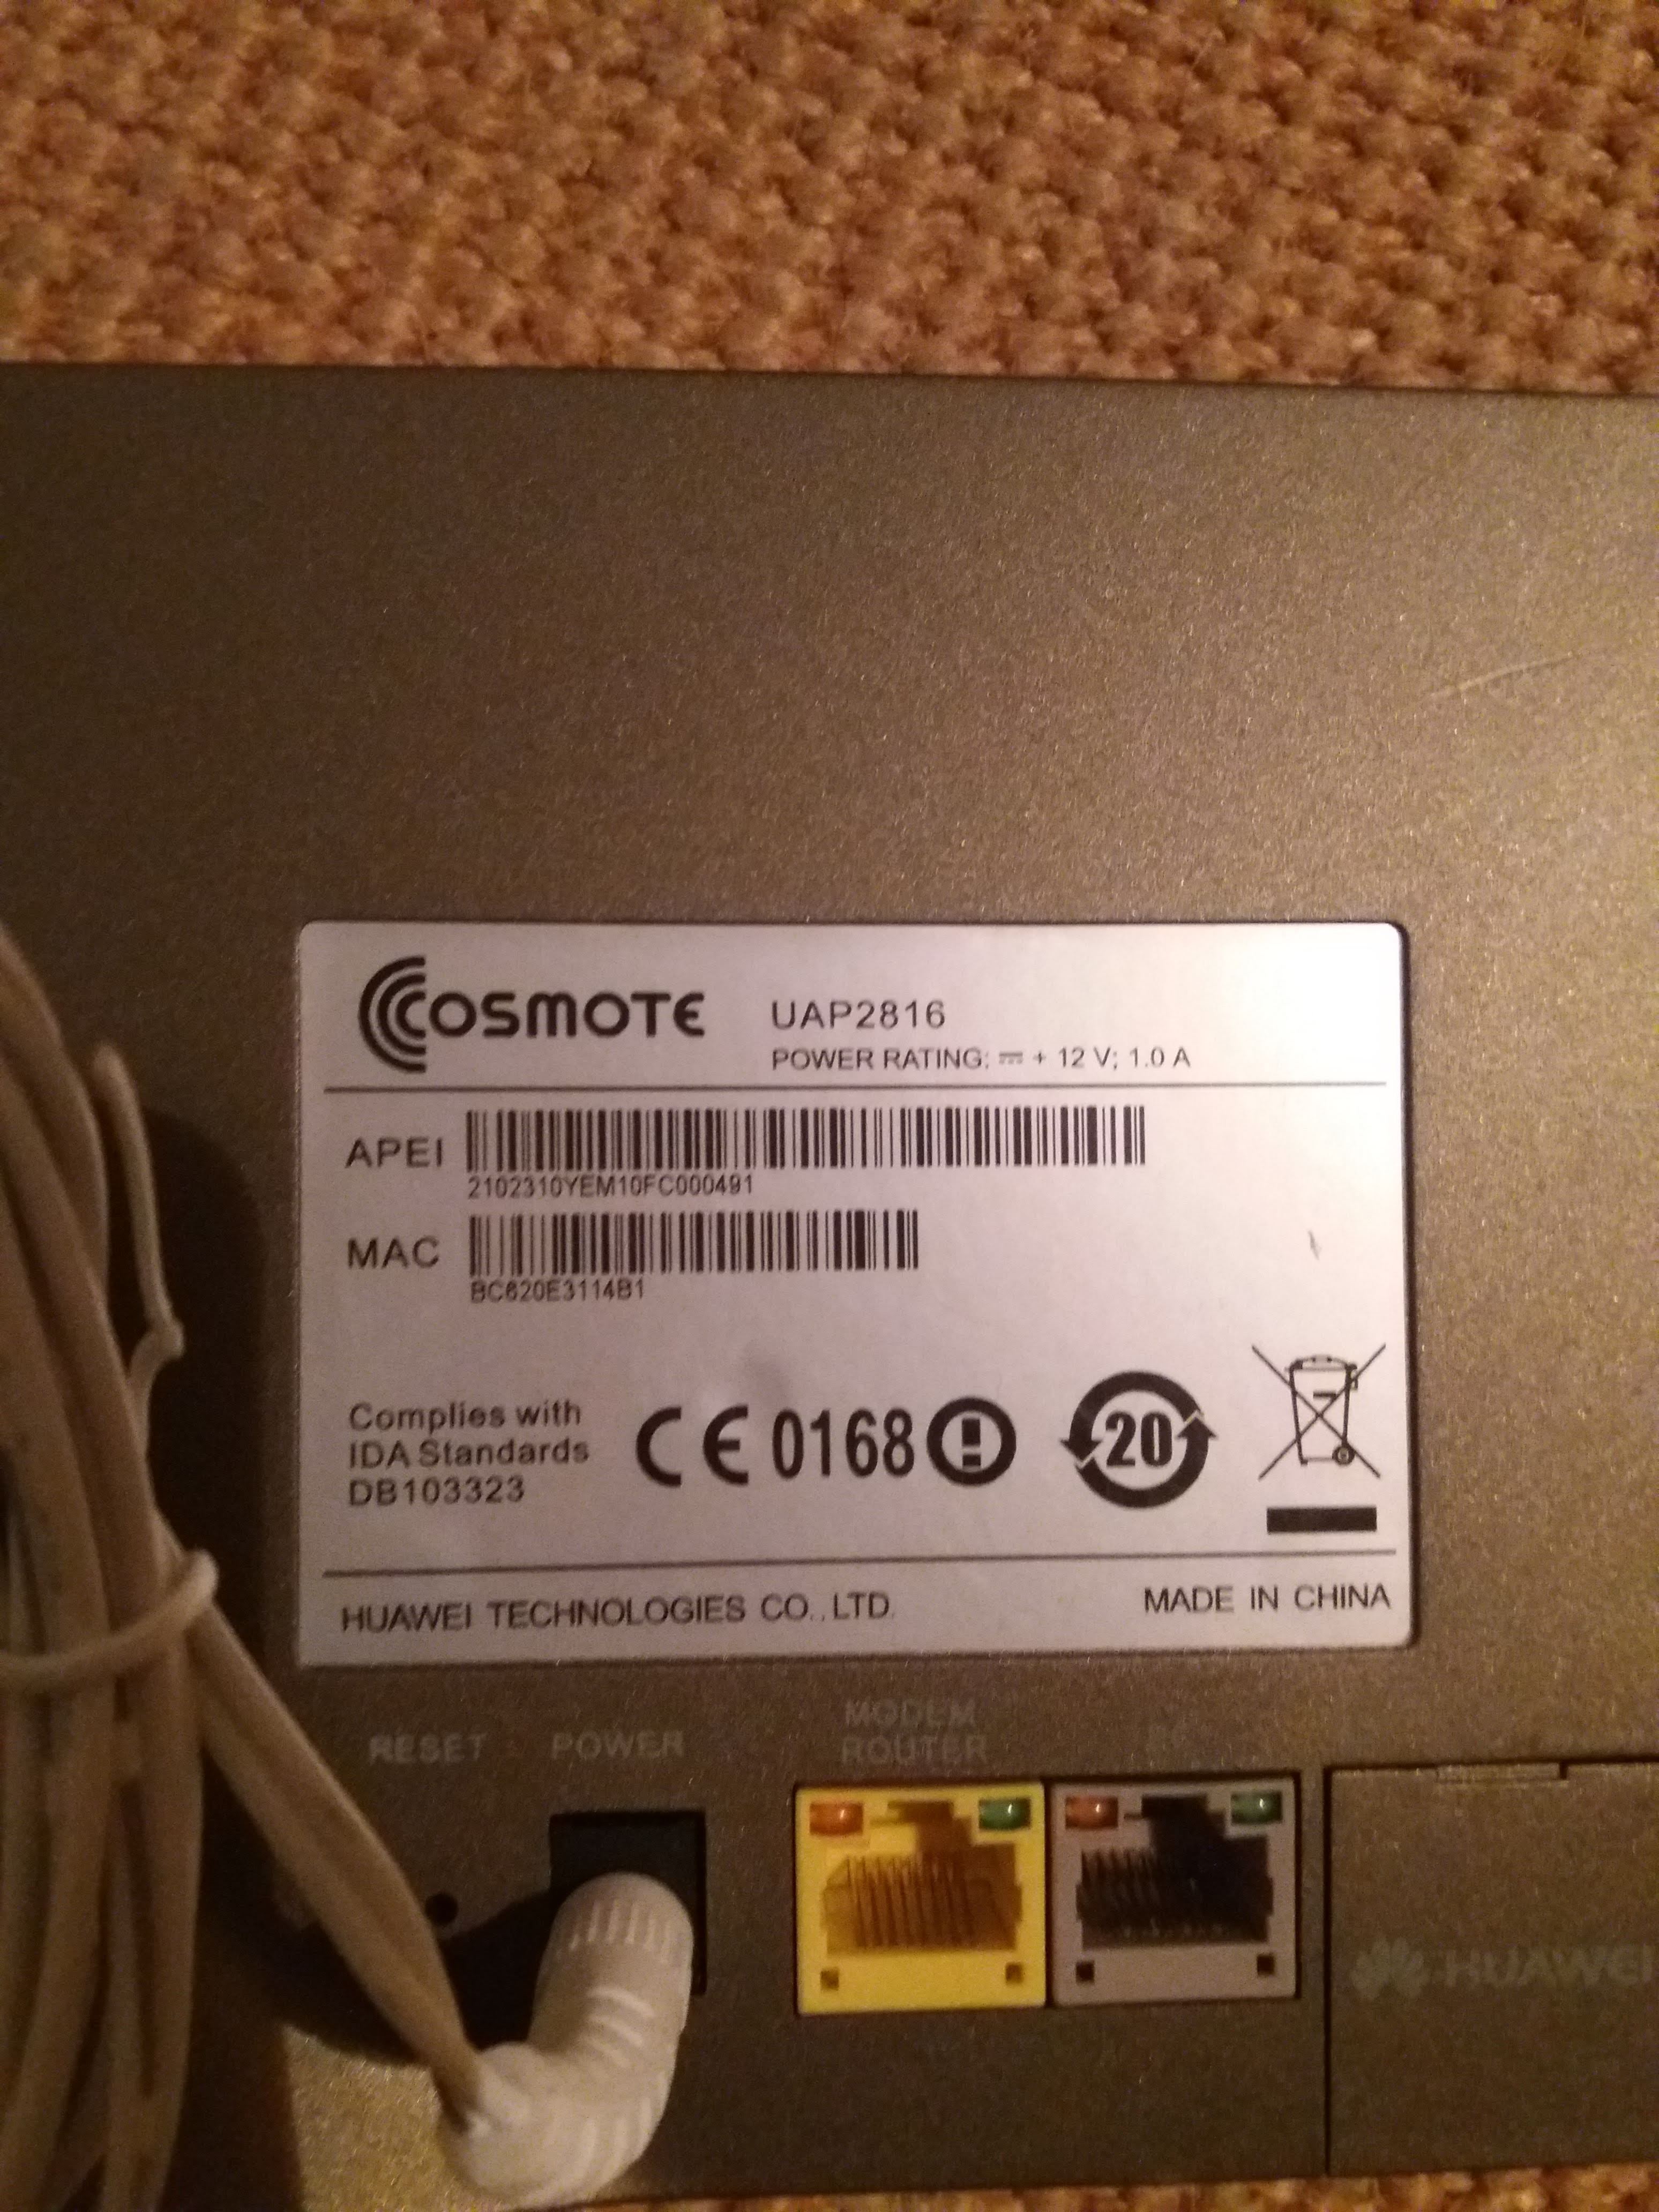 COSMOTE
UAP2816
POWER RATING: ⎓ + 12 V; 1.0 A
APEI
2102310YEM10FC000491
MAC
BC620E3114B1
Complies with
IDA Standards
DB103323
CE 0168
20
HUAWEI TECHNOLOGIES CO., LTD.
MADE IN CHINA
RESET
POWER
MODEM
ROUTER
HUAWEI